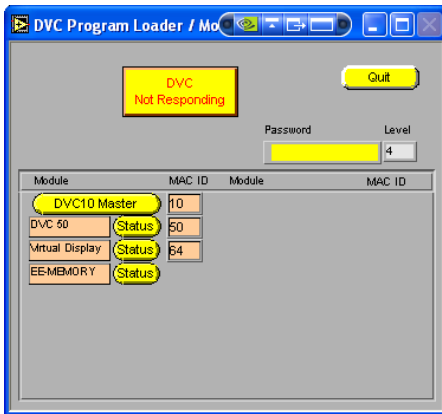 DVC Program Loader / Mo
DVC
Not Responding
Quit
Password
Level
4
Module MAC ID Module MAC ID
DVC10 Master 10
DVC 50 Status 50
Virtual Display Status 64
EE-MEMORY Status